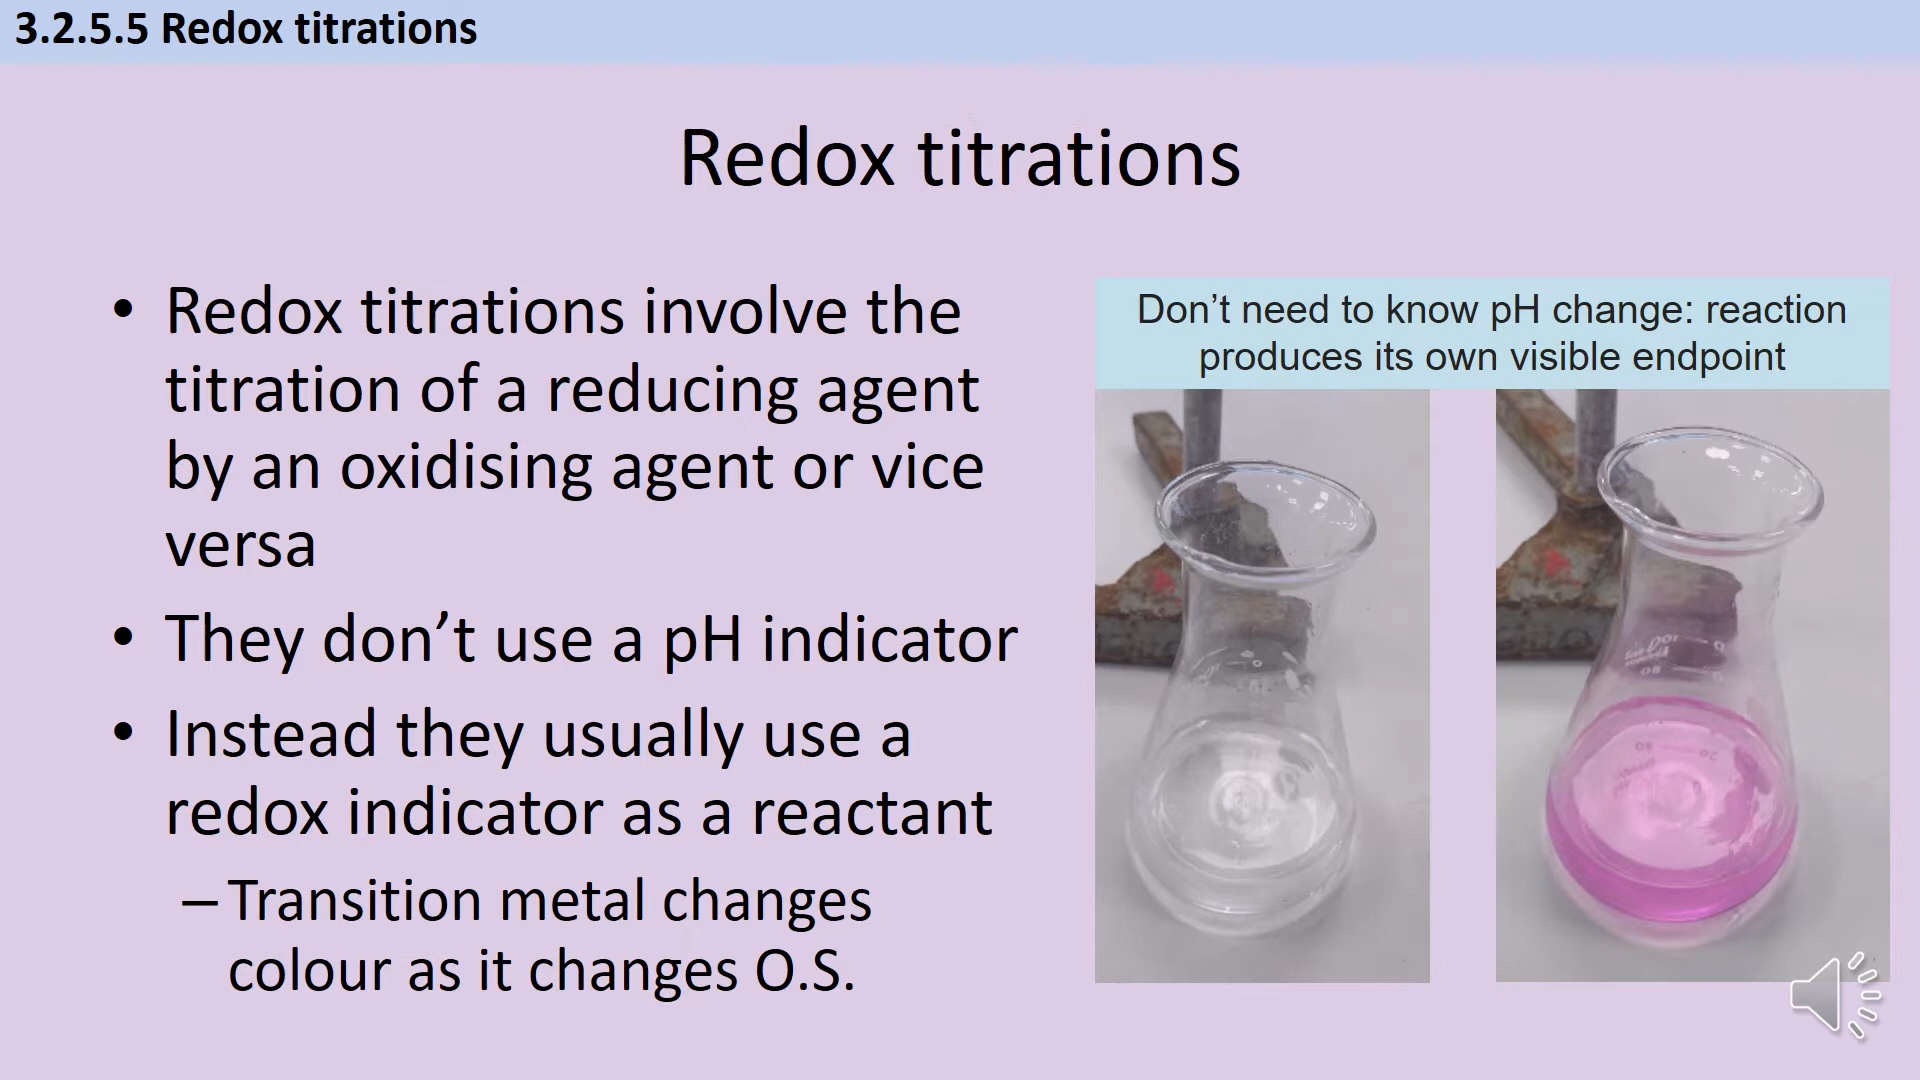 3.2.5.5 Redox titrations
Redox titrations
• Redox titrations involve the
titration of a reducing agent
by an oxidising agent or vice
versa
• They don’t use a pH indicator
• Instead they usually use a
redox indicator as a reactant
– Transition metal changes
colour as it changes O.S.
Don’t need to know pH change: reaction
produces its own visible endpoint